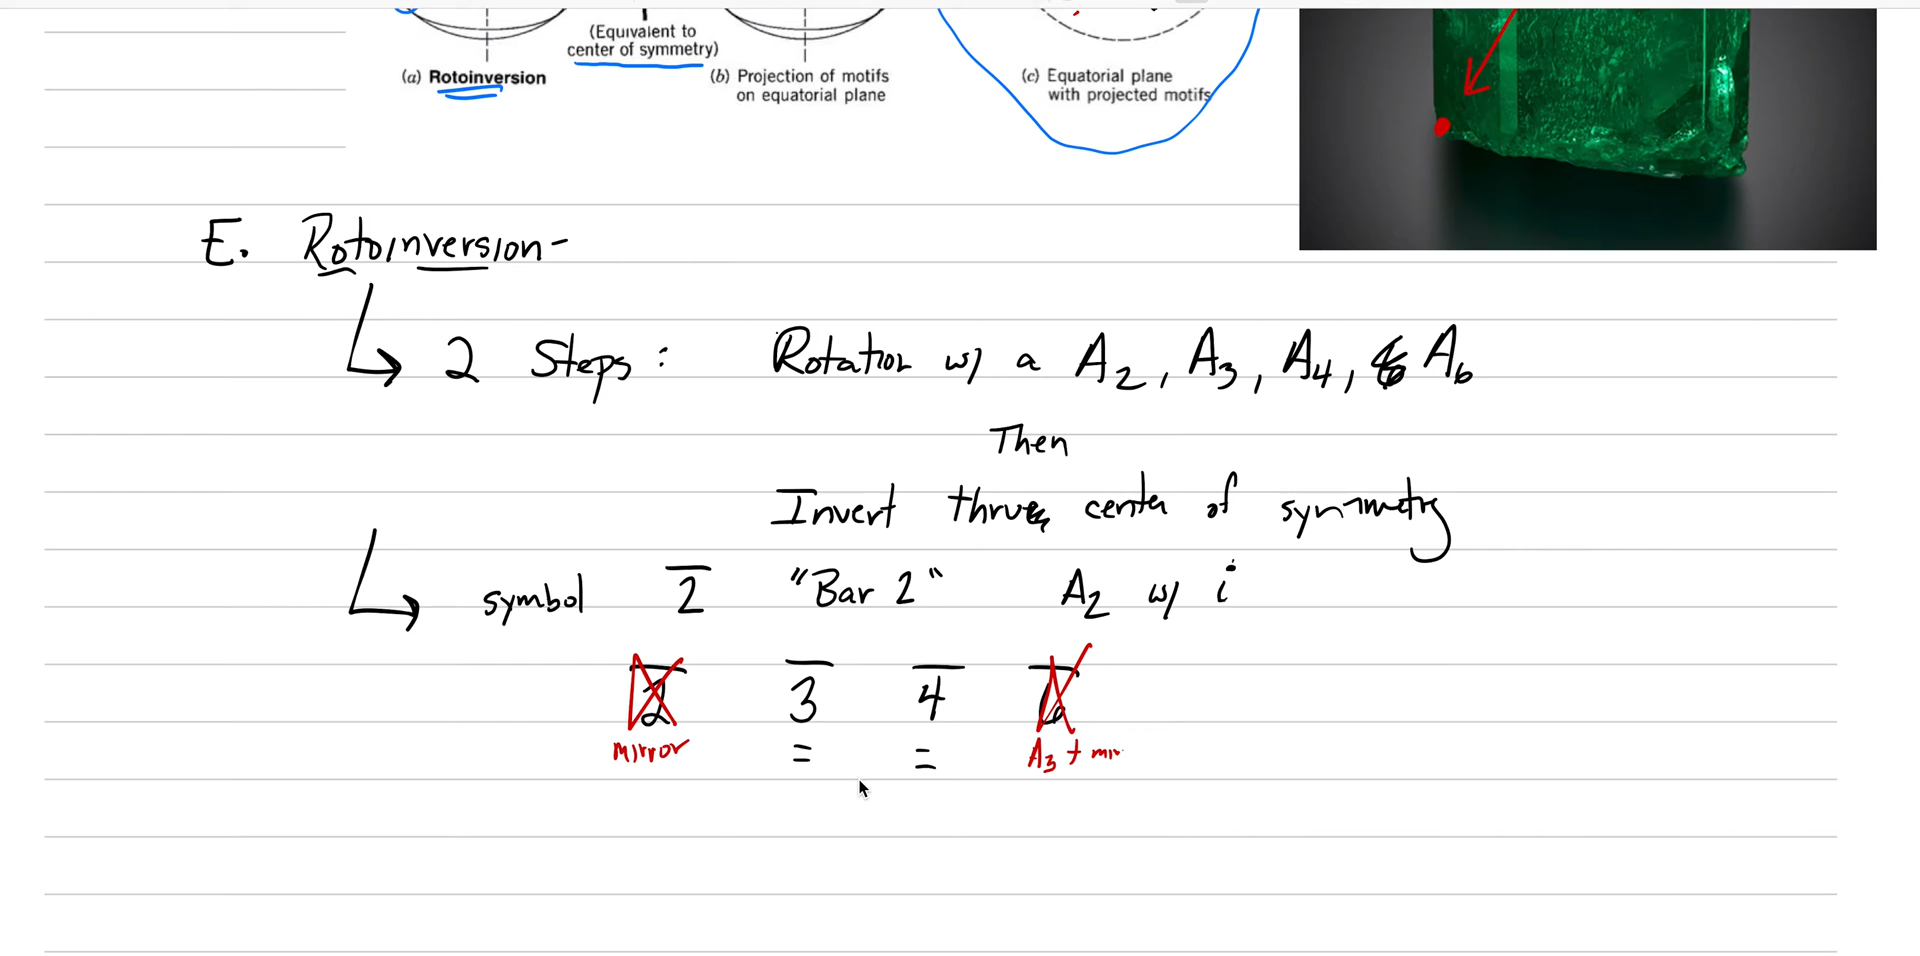 (Equivalent to
center of symmetry)
(a) Rotoinversion
(b) Projection of motifs
on equatorial plane
(c) Equatorial plane
with projected motifs
E. Rotoinversion-
2 Steps: Rotation w/ a A₂, A₃, A₄, & A₆
Then
Invert thru center of symmetry
symbol 2̅ "Bar 2" A₂ w/ i
2̅ 3̅ 4̅ 6̅
mirror = = A₃ + mir